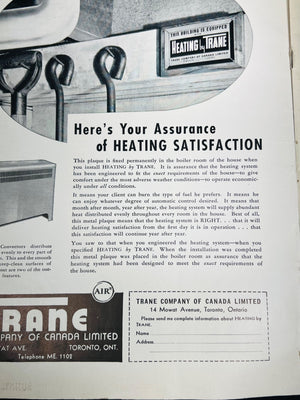 THIS BUILDING IS EQUIPPED
HEATING by TRANE
TRANE COMPANY OF CANADA LIMITED
Here's Your Assurance
of HEATING SATISFACTION
This plaque is fixed permanently in the boiler room of the house when
you install HEATING by TRANE. It is assurance that the heating system
has been engineered to fit the exact requirements of the house—to give
comfort under the most adverse weather conditions—to operate economic-
ally under all conditions.
It means your client can burn the type of fuel he prefers. It means he
can enjoy whatever degree of automatic control desired. It means that
month after month, year after year, the heating system will supply abundant
heat distributed evenly throughout every room in the house. Best of all,
this metal plaque means that the heating system is RIGHT . . . that it will
deliver heating satisfaction from the first day it is in operation . . . that
this satisfaction will continue year after year.
You saw to that when you engineered the heating system—when you
specified HEATING by TRANE. When the installation was completed
this metal plaque was placed in the boiler room as assurance that the
heating system had been designed to meet the exact requirements of
the house.
Convectors distribute
evenly to every part of
This and the smooth
-clean surfaces of
are two of the
features.
AIR
TRANE
PANY OF CANADA LIMITED
AT AVE. TORONTO, ONT.
Telephone ME. 1102
TRANE COMPANY OF CANADA LIMITED
14 Mowat Avenue, Toronto, Ontario
Please send me complete information about HEATING by
TRANE.
Name
Address